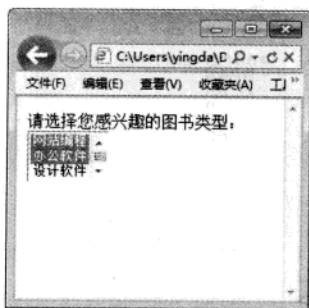 C:\Users\yingda\D
文件(F) 编辑(E) 查看(V) 收藏夹(A) 工
请选择您感兴趣的图书类型：
网站编程
办公软件
设计软件